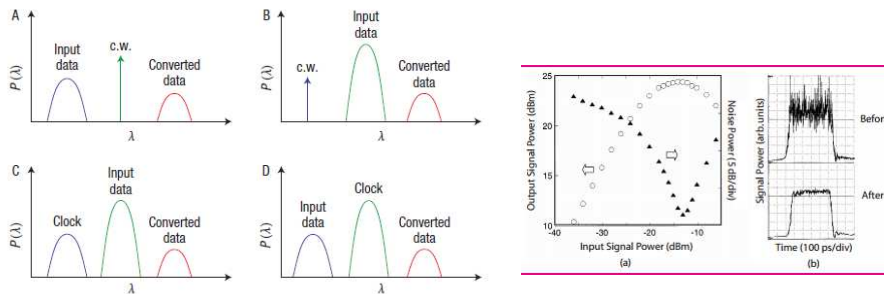 A
Input
data
c.w.
Converted
data
P(λ)
λ
B
Input
data
c.w.
Converted
data
P(λ)
λ
C
Input
data
Clock
Converted
data
P(λ)
λ
D
Clock
Input
data
Converted
data
P(λ)
λ
Output Signal Power (dBm)
25
20
15
10
-40
-30
-20
-10
Input Signal Power (dBm)
Noise Power (5 dB/div)
(a)
Signal Power (arb.units)
Before
After
Time (100 ps/div)
(b)